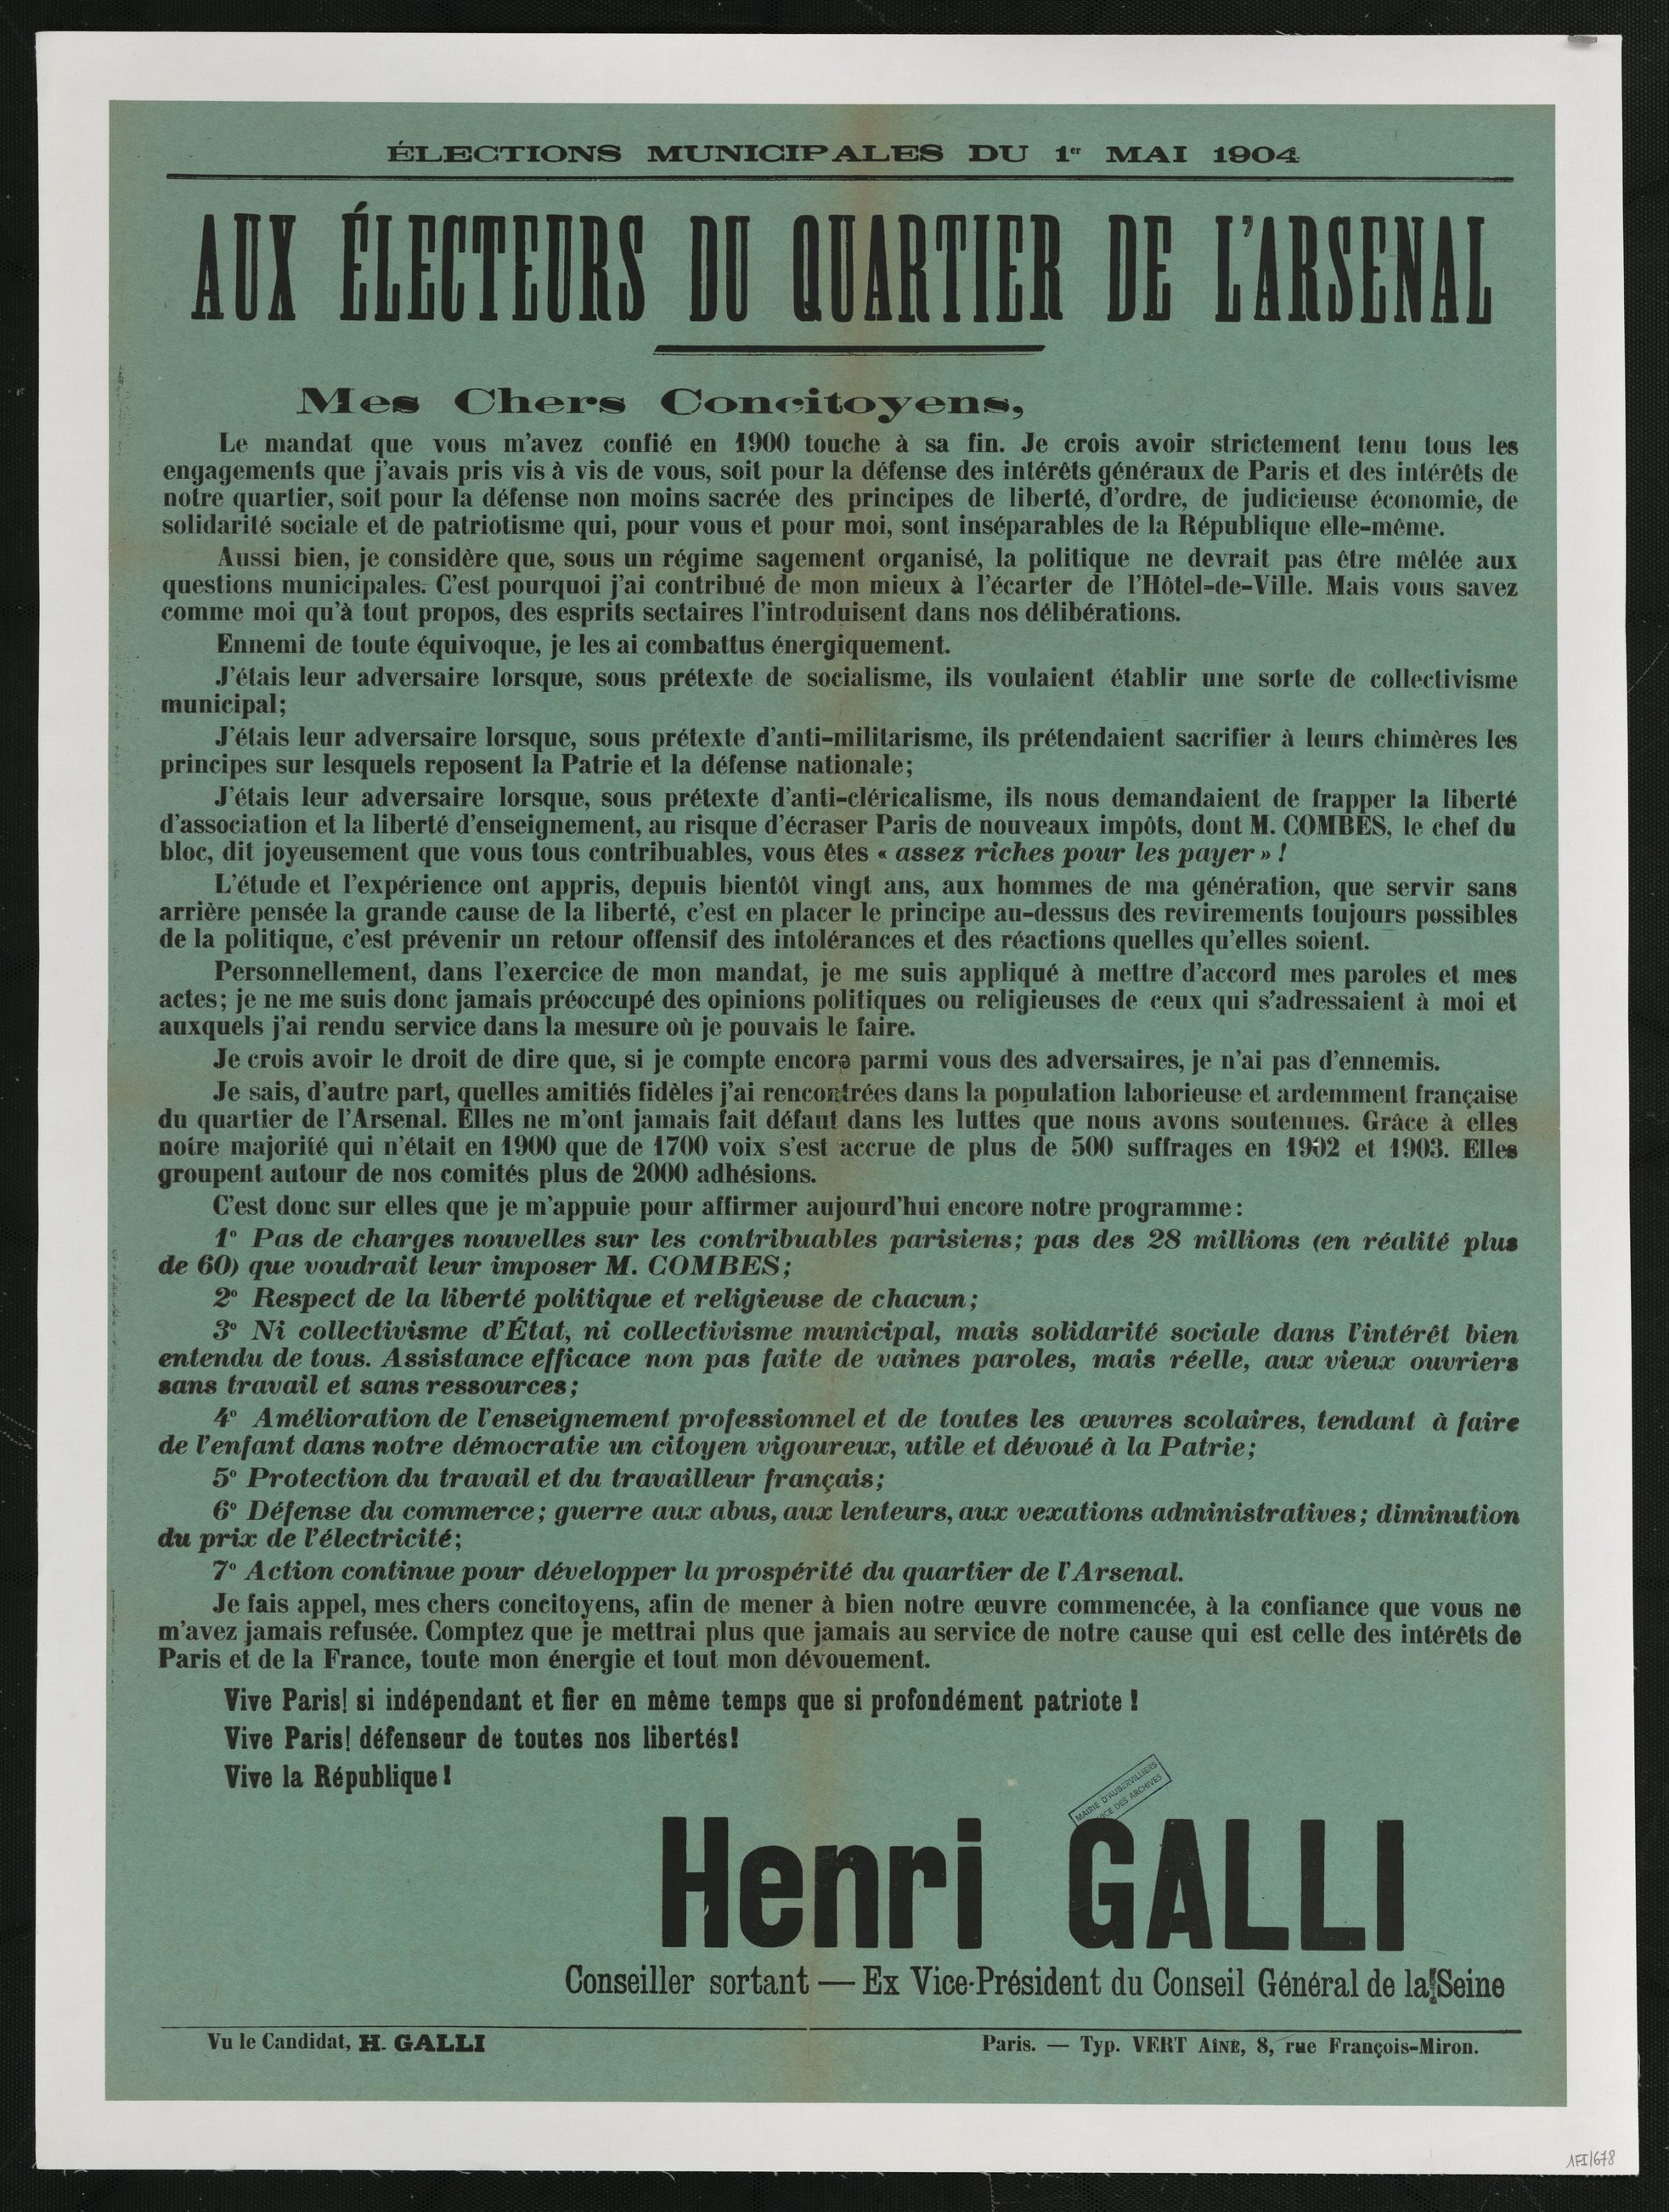 ÉLECTIONS MUNICIPALES DU 1er MAI 1904
AUX ÉLECTEURS DU QUARTIER DE L'ARSENAL
Mes Chers Concitoyens,
Le mandat que vous m'avez confié en 1900 touche à sa fin. Je crois avoir strictement tenu tous les
engagements que j'avais pris vis à vis de vous, soit pour la défense des intérêts généraux de Paris et des intérêts de
notre quartier, soit pour la défense non moins sacrée des principes de liberté, d'ordre, de judicieuse économie, de
solidarité sociale et de patriotisme qui, pour vous et pour moi, sont inséparables de la République elle-même.
Aussi bien, je considère que, sous un régime sagement organisé, la politique ne devrait pas être mêlée aux
questions municipales. C'est pourquoi j'ai contribué de mon mieux à l'écarter de l'Hôtel-de-Ville. Mais vous savez
comme moi qu'à tout propos, des esprits sectaires l'introduisent dans nos délibérations.
Ennemi de toute équivoque, je les ai combattus énergiquement.
J'étais leur adversaire lorsque, sous prétexte de socialisme, ils voulaient établir une sorte de collectivisme
municipal;
J'étais leur adversaire lorsque, sous prétexte d'anti-militarisme, ils prétendaient sacrifier à leurs chimères les
principes sur lesquels reposent la Patrie et la défense nationale;
J'étais leur adversaire lorsque, sous prétexte d'anti-cléricalisme, ils nous demandaient de frapper la liberté
d'association et la liberté d'enseignement, au risque d'écraser Paris de nouveaux impôts, dont M. COMBES, le chef du
bloc, dit joyeusement que vous tous contribuables, vous êtes « assez riches pour les payer » !
L'étude et l'expérience ont appris, depuis bientôt vingt ans, aux hommes de ma génération, que servir sans
arrière pensée la grande cause de la liberté, c'est en placer le principe au-dessus des revirements toujours possibles
de la politique, c'est prévenir un retour offensif des intolérances et des réactions quelles qu'elles soient.
Personnellement, dans l'exercice de mon mandat, je me suis appliqué à mettre d'accord mes paroles et mes
actes; je ne me suis donc jamais préoccupé des opinions politiques ou religieuses de ceux qui s'adressaient à moi et
auxquels j'ai rendu service dans la mesure où je pouvais le faire.
Je crois avoir le droit de dire que, si je compte encore parmi vous des adversaires, je n'ai pas d'ennemis.
Je sais, d'autre part, quelles amitiés fidèles j'ai rencontrées dans la population laborieuse et ardemment française
du quartier de l'Arsenal. Elles ne m'ont jamais fait défaut dans les luttes que nous avons soutenues. Grâce à elles
notre majorité qui n'était en 1900 que de 1700 voix s'est accrue de plus de 500 suffrages en 1902 et 1903. Elles
groupent autour de nos comités plus de 2000 adhésions.
C'est donc sur elles que je m'appuie pour affirmer aujourd'hui encore notre programme :
1º Pas de charges nouvelles sur les contribuables parisiens; pas des 28 millions (en réalité plus
de 60) que voudrait leur imposer M. COMBES;
2º Respect de la liberté politique et religieuse de chacun;
3º Ni collectivisme d'État, ni collectivisme municipal, mais solidarité sociale dans l'intérêt bien
entendu de tous. Assistance efficace non pas faite de vaines paroles, mais réelle, aux vieux ouvriers
sans travail et sans ressources;
4º Amélioration de l'enseignement professionnel et de toutes les œuvres scolaires, tendant à faire
de l'enfant dans notre démocratie un citoyen vigoureux, utile et dévoué à la Patrie;
5º Protection du travail et du travailleur français;
6º Défense du commerce; guerre aux abus, aux lenteurs, aux vexations administratives; diminution
du prix de l'électricité;
7º Action continue pour développer la prospérité du quartier de l'Arsenal.
Je fais appel, mes chers concitoyens, afin de mener à bien notre œuvre commencée, à la confiance que vous ne
m'avez jamais refusée. Comptez que je mettrai plus que jamais au service de notre cause qui est celle des intérêts de
Paris et de la France, toute mon énergie et tout mon dévouement.
Vive Paris! si indépendant et fier en même temps que si profondément patriote !
Vive Paris! défenseur de toutes nos libertés!
Vive la République !
MAIRIE D'AUBERVILLIERS
DES ARCHIVES
Henri GALLI
Conseiller sortant — Ex Vice-Président du Conseil Général de la Seine
Vu le Candidat, H. GALLI
Paris. — Typ. VERT AÎNÉ, 8, rue François-Miron.
1FI/678